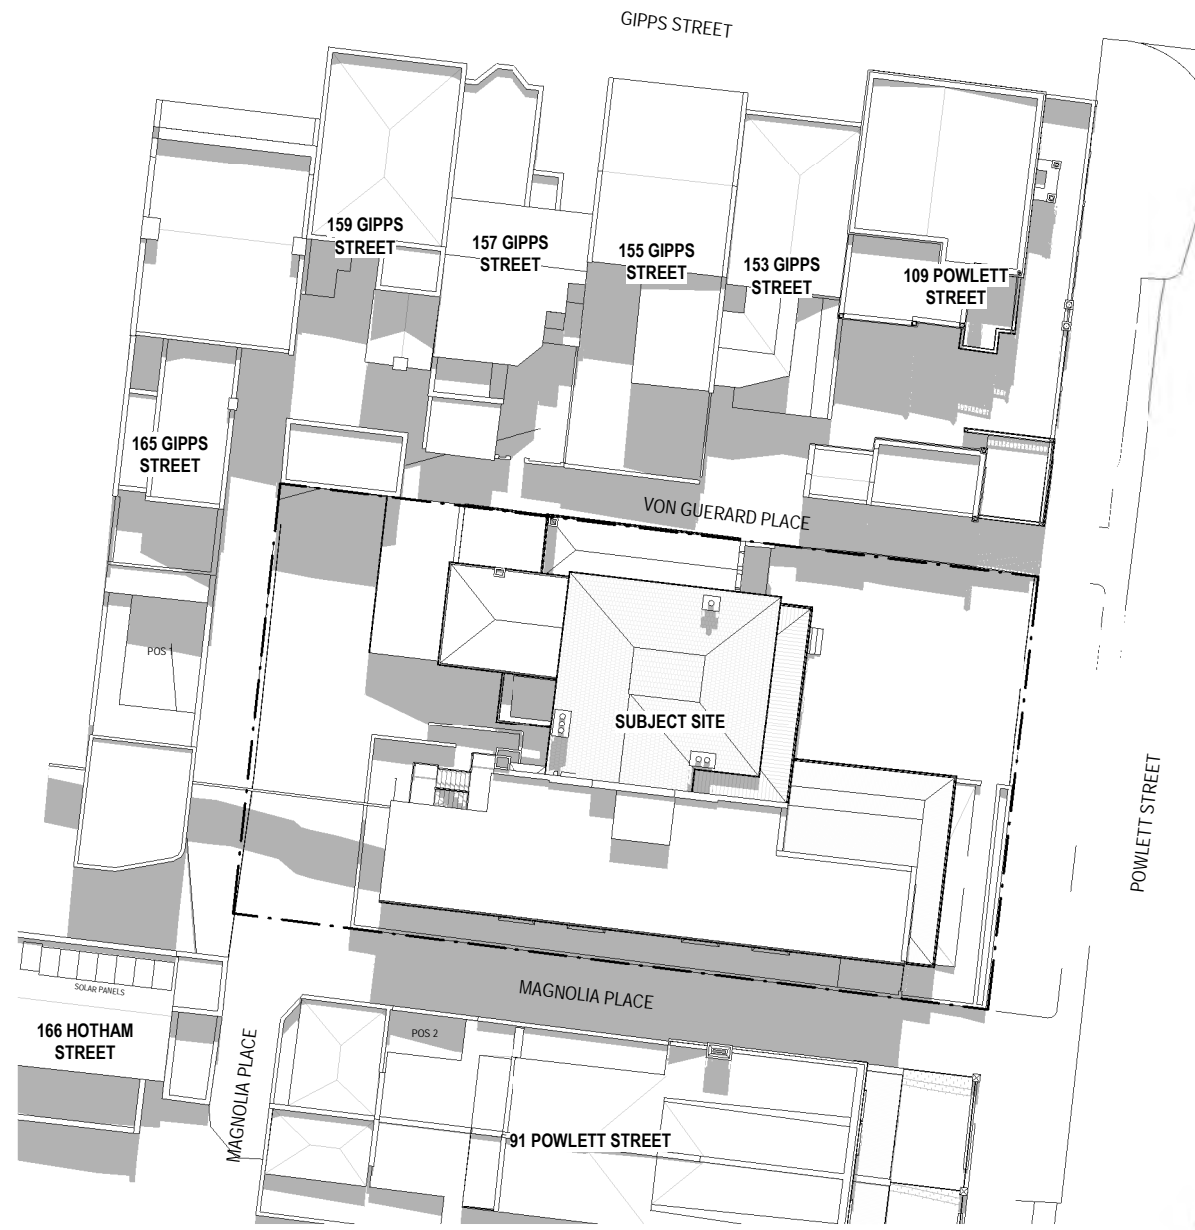 GIPPS STREET
159 GIPPS
STREET
157 GIPPS
STREET
155 GIPPS
STREET
153 GIPPS
STREET
109 POWLETT
STREET
165 GIPPS
STREET
VON GUERARD PLACE
POS 1
SUBJECT SITE
POWLETT STREET
SOLAR PANELS
MAGNOLIA PLACE
166 HOTHAM
STREET
POS 2
MAGNOLIA PLACE
91 POWLETT STREET